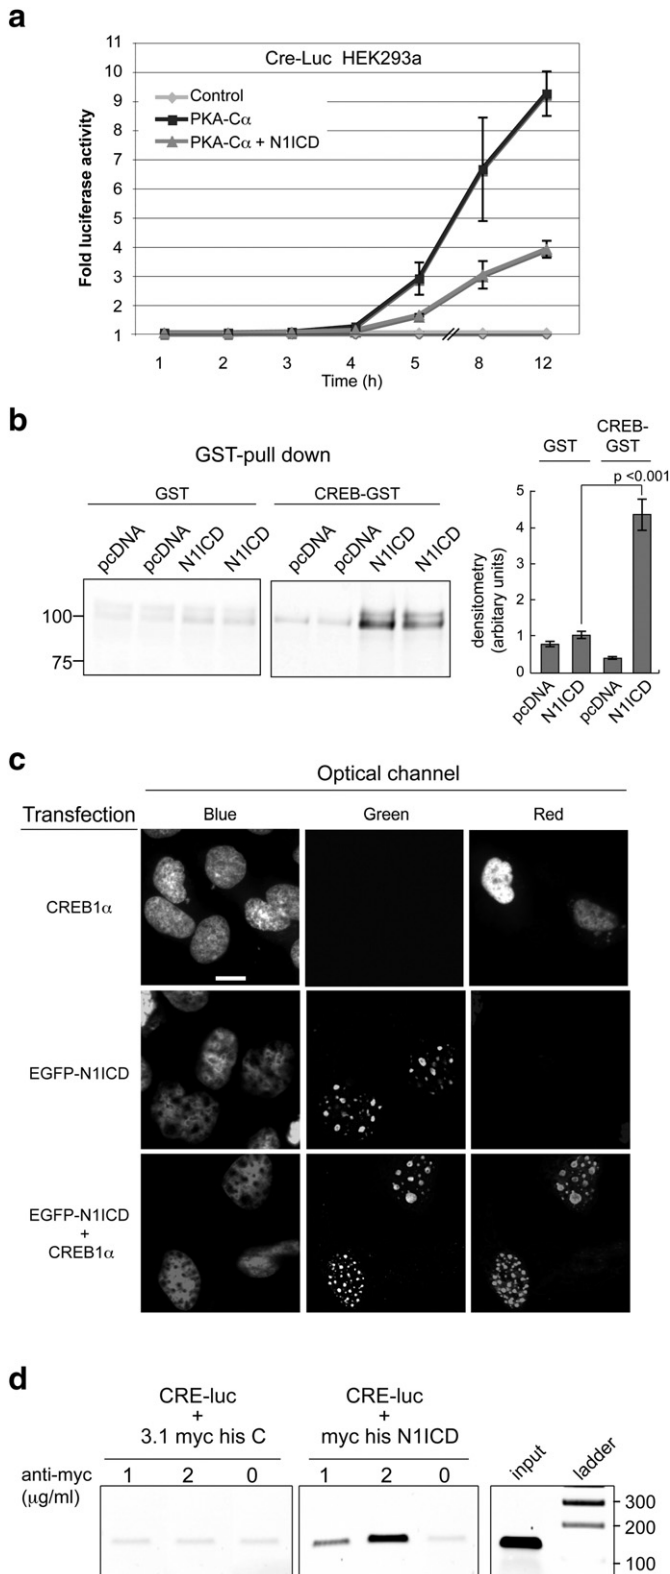 a
Cre-Luc HEK293a
11
10
9
8
7
6
5
4
3
2
1
Fold luciferase activity
Control
PKA-Cα
PKA-Cα + N1ICD
1 2 3 4 5 8 12
Time (h)
b
GST-pull down
GST CREB-GST
pcDNA pcDNA N1ICD N1ICD pcDNA pcDNA N1ICD N1ICD
100
75
GST CREB-GST
p <0.001
5
4
3
2
1
0
densitometry
(arbitary units)
pcDNA N1ICD pcDNA N1ICD
c
Optical channel
Transfection Blue Green Red
CREB1α
EGFP-N1ICD
EGFP-N1ICD
+
CREB1α
d
CRE-luc
+
3.1 myc his C
CRE-luc
+
myc his N1ICD
input ladder
anti-myc
(μg/ml)
1 2 0 1 2 0
300
200
100